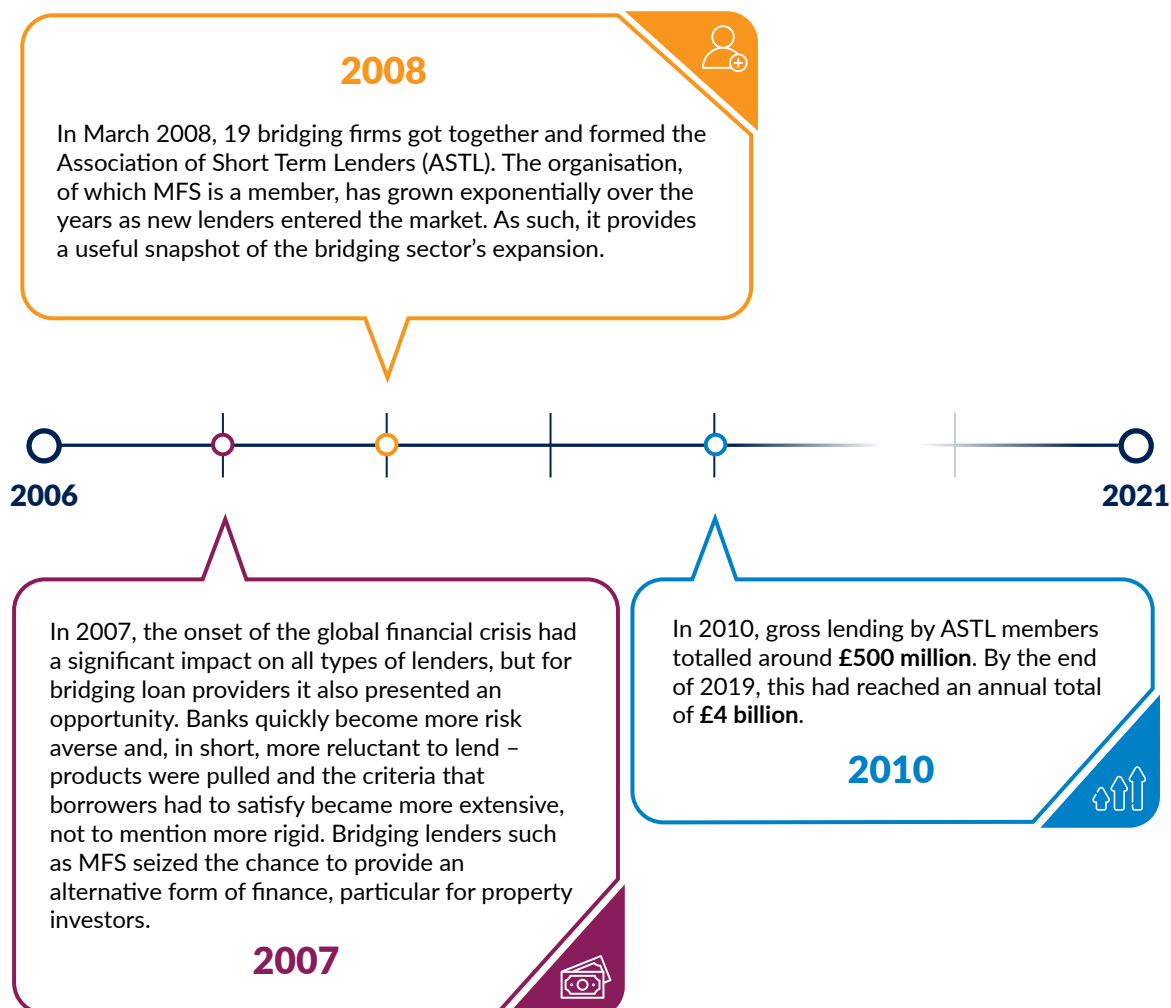 2008
In March 2008, 19 bridging firms got together and formed the
Association of Short Term Lenders (ASTL). The organisation,
of which MFS is a member, has grown exponentially over the
years as new lenders entered the market. As such, it provides
a useful snapshot of the bridging sector’s expansion.
2006
2021
In 2007, the onset of the global financial crisis had
a significant impact on all types of lenders, but for
bridging loan providers it also presented an
opportunity. Banks quickly become more risk
averse and, in short, more reluctant to lend –
products were pulled and the criteria that
borrowers had to satisfy became more extensive,
not to mention more rigid. Bridging lenders such
as MFS seized the chance to provide an
alternative form of finance, particular for property
investors.
2007
In 2010, gross lending by ASTL members
totalled around £500 million. By the end
of 2019, this had reached an annual total
of £4 billion.
2010